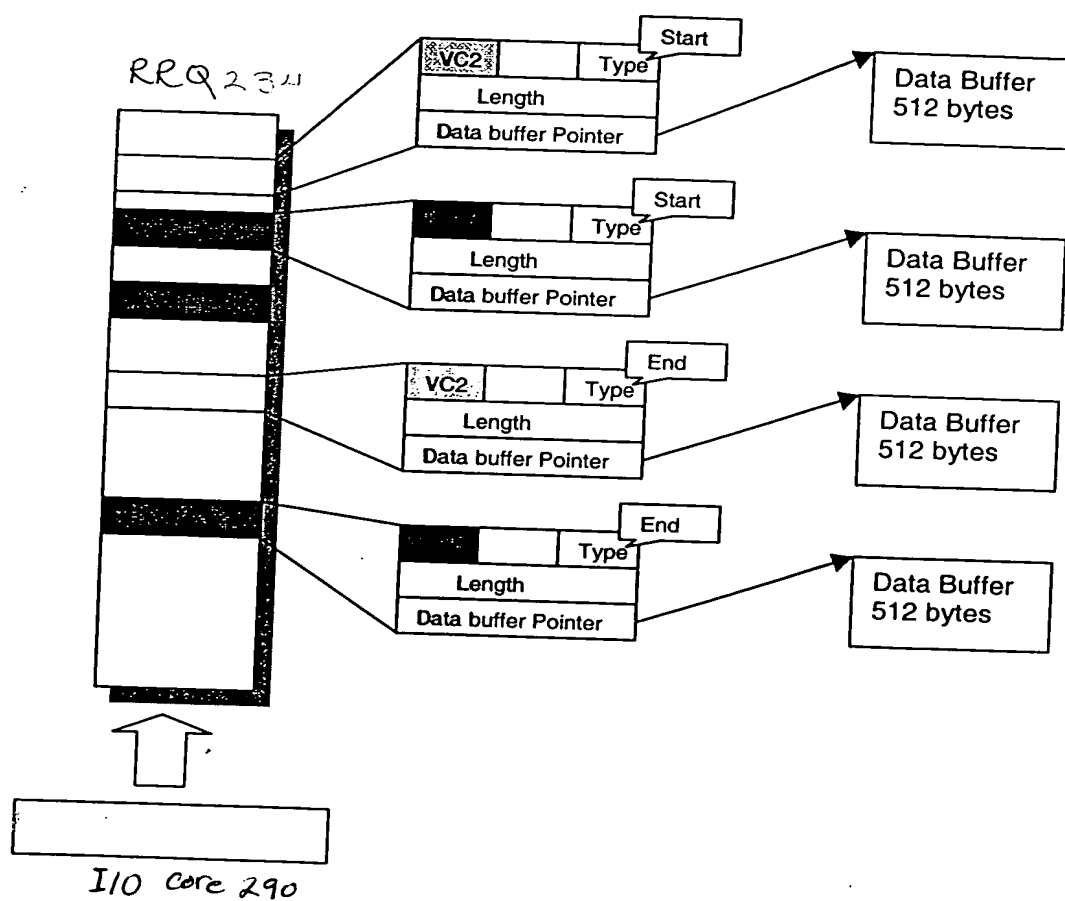 RRQ 234
Start
VC2 Type
Length
Data buffer Pointer
Data Buffer
512 bytes
Start
Type
Length
Data buffer Pointer
Data Buffer
512 bytes
End
VC2 Type
Length
Data buffer Pointer
Data Buffer
512 bytes
End
Type
Length
Data buffer Pointer
Data Buffer
512 bytes
I/O core 290